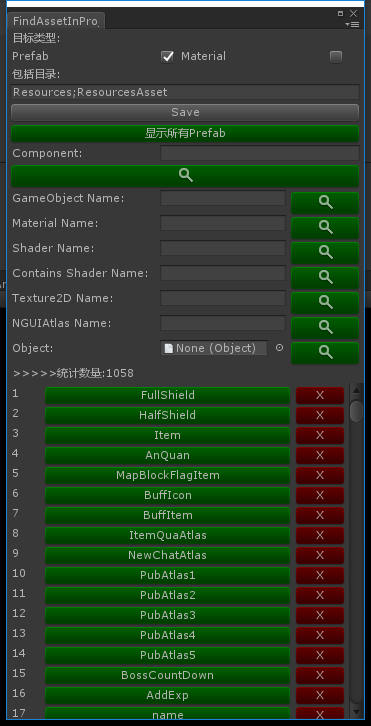 FindAssetInPro
目标类型:
Prefab Material
包括目录:
Resources;ResourcesAsset
Save
显示所有Prefab
Component:
GameObject Name:
Material Name:
Shader Name:
Contains Shader Name:
Texture2D Name:
NGUIAtlas Name:
Object: None (Object)
>>>>>统计数量:1058
1 FullShield X
2 HalfShield X
3 Item X
4 AnQuan X
5 MapBlockFlagItem X
6 BuffIcon X
7 BuffItem X
8 ItemQuaAtlas X
9 NewChatAtlas X
10 PubAtlas1 X
11 PubAtlas2 X
12 PubAtlas3 X
13 PubAtlas4 X
14 PubAtlas5 X
15 BossCountDown X
16 AddExp X
17 name X